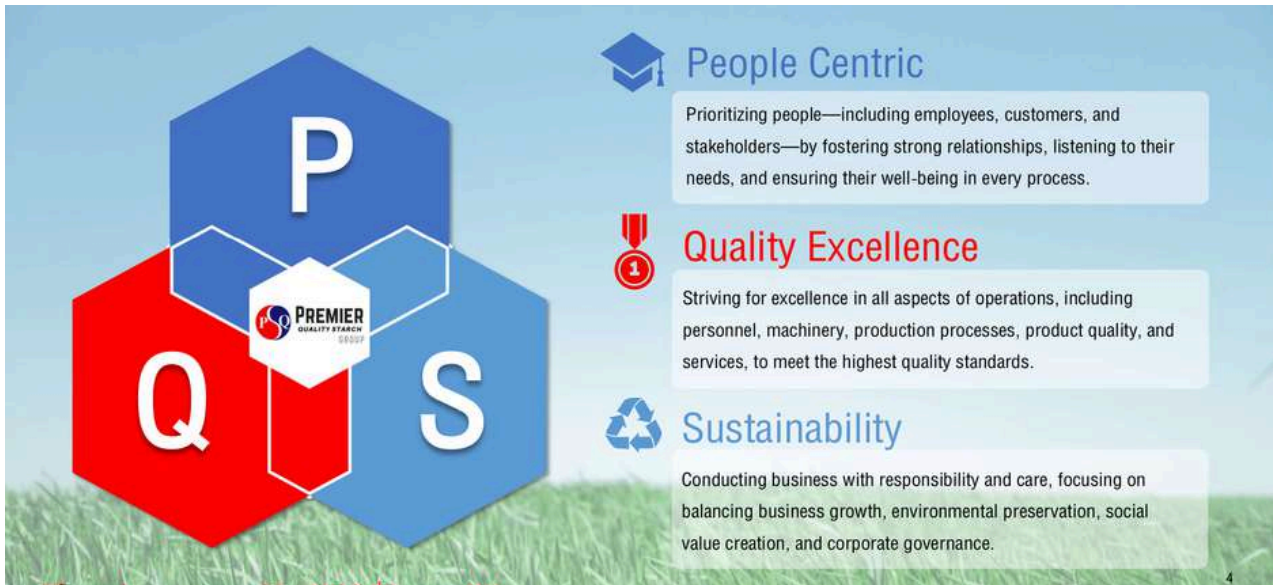 P
Q
S
PSQ PREMIER
QUALITY STARCH
GROUP
People Centric
Prioritizing people—including employees, customers, and
stakeholders—by fostering strong relationships, listening to their
needs, and ensuring their well-being in every process.
1
Quality Excellence
Striving for excellence in all aspects of operations, including
personnel, machinery, production processes, product quality, and
services, to meet the highest quality standards.
Sustainability
Conducting business with responsibility and care, focusing on
balancing business growth, environmental preservation, social
value creation, and corporate governance.
4